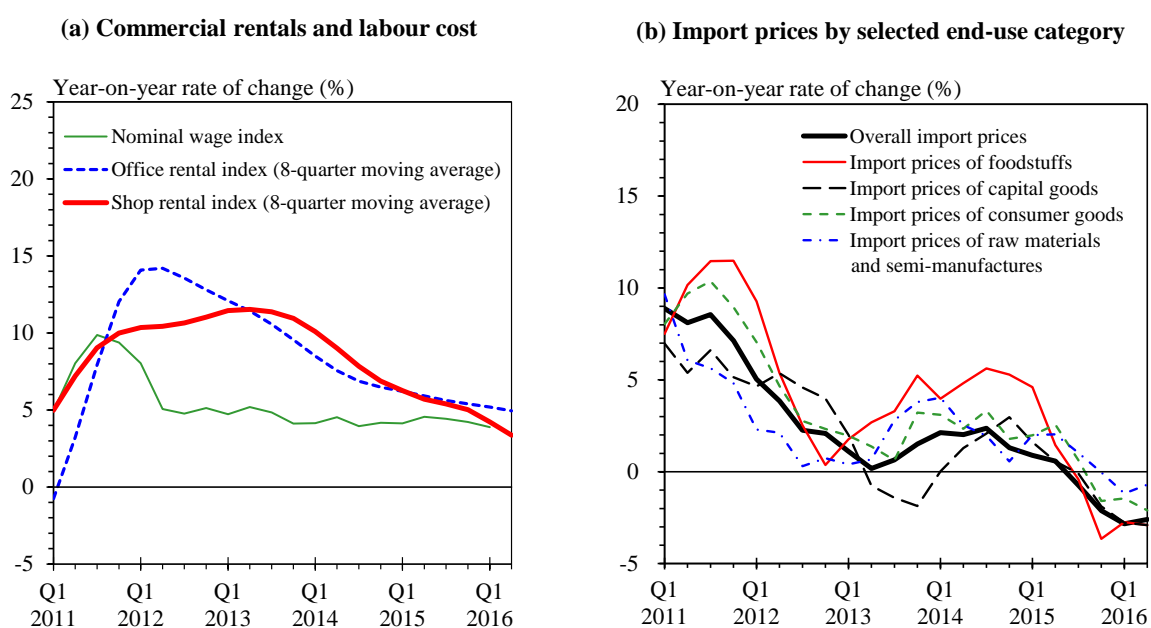 (a) Commercial rentals and labour cost
Year-on-year rate of change (%)
25
20
15
10
5
0
-5
Nominal wage index
Office rental index (8-quarter moving average)
Shop rental index (8-quarter moving average)
Q1 Q1 Q1 Q1 Q1 Q1
2011 2012 2013 2014 2015 2016
(b) Import prices by selected end-use category
Year-on-year rate of change (%)
20
15
10
5
0
-5
Overall import prices
Import prices of foodstuffs
Import prices of capital goods
Import prices of consumer goods
Import prices of raw materials
and semi-manufactures
Q1 Q1 Q1 Q1 Q1 Q1
2011 2012 2013 2014 2015 2016